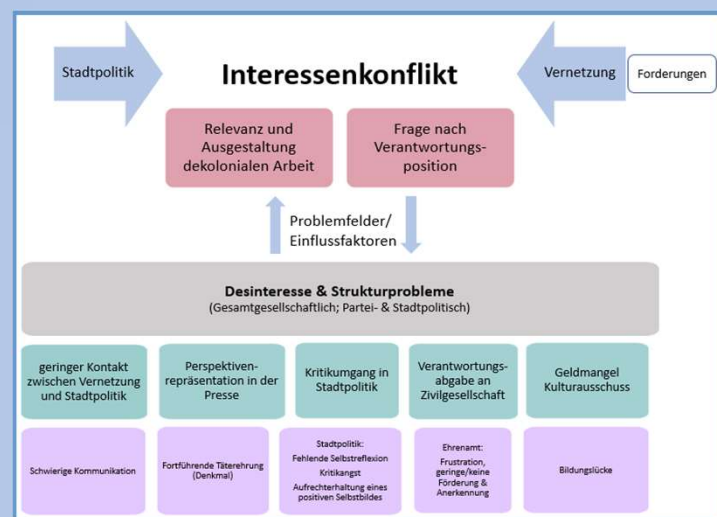 Stadtpolitik
Interessenkonflikt
Vernetzung
Forderungen
Relevanz und
Ausgestaltung
dekolonialen Arbeit
Frage nach
Verantwortungs-
position
Problemfelder/
Einflussfaktoren
Desinteresse & Strukturprobleme
(Gesamtgesellschaftlich; Partei- & Stadtpolitisch)
geringer Kontakt
zwischen Vernetzung
und Stadtpolitik
Perspektiven-
repräsentation in der
Presse
Kritikumgang in
Stadtpolitik
Verantwortungs-
abgabe an
Zivilgesellschaft
Geldmangel
Kulturausschuss
Schwierige Kommunikation
Fortführende Täterehrung
(Denkmal)
Stadtpolitik:
Fehlende Selbstreflexion
Kritikangst
Aufrechterhaltung eines
positiven Selbstbildes
Ehrenamt:
Frustration,
geringe/keine
Förderung &
Anerkennung
Bildungslücke